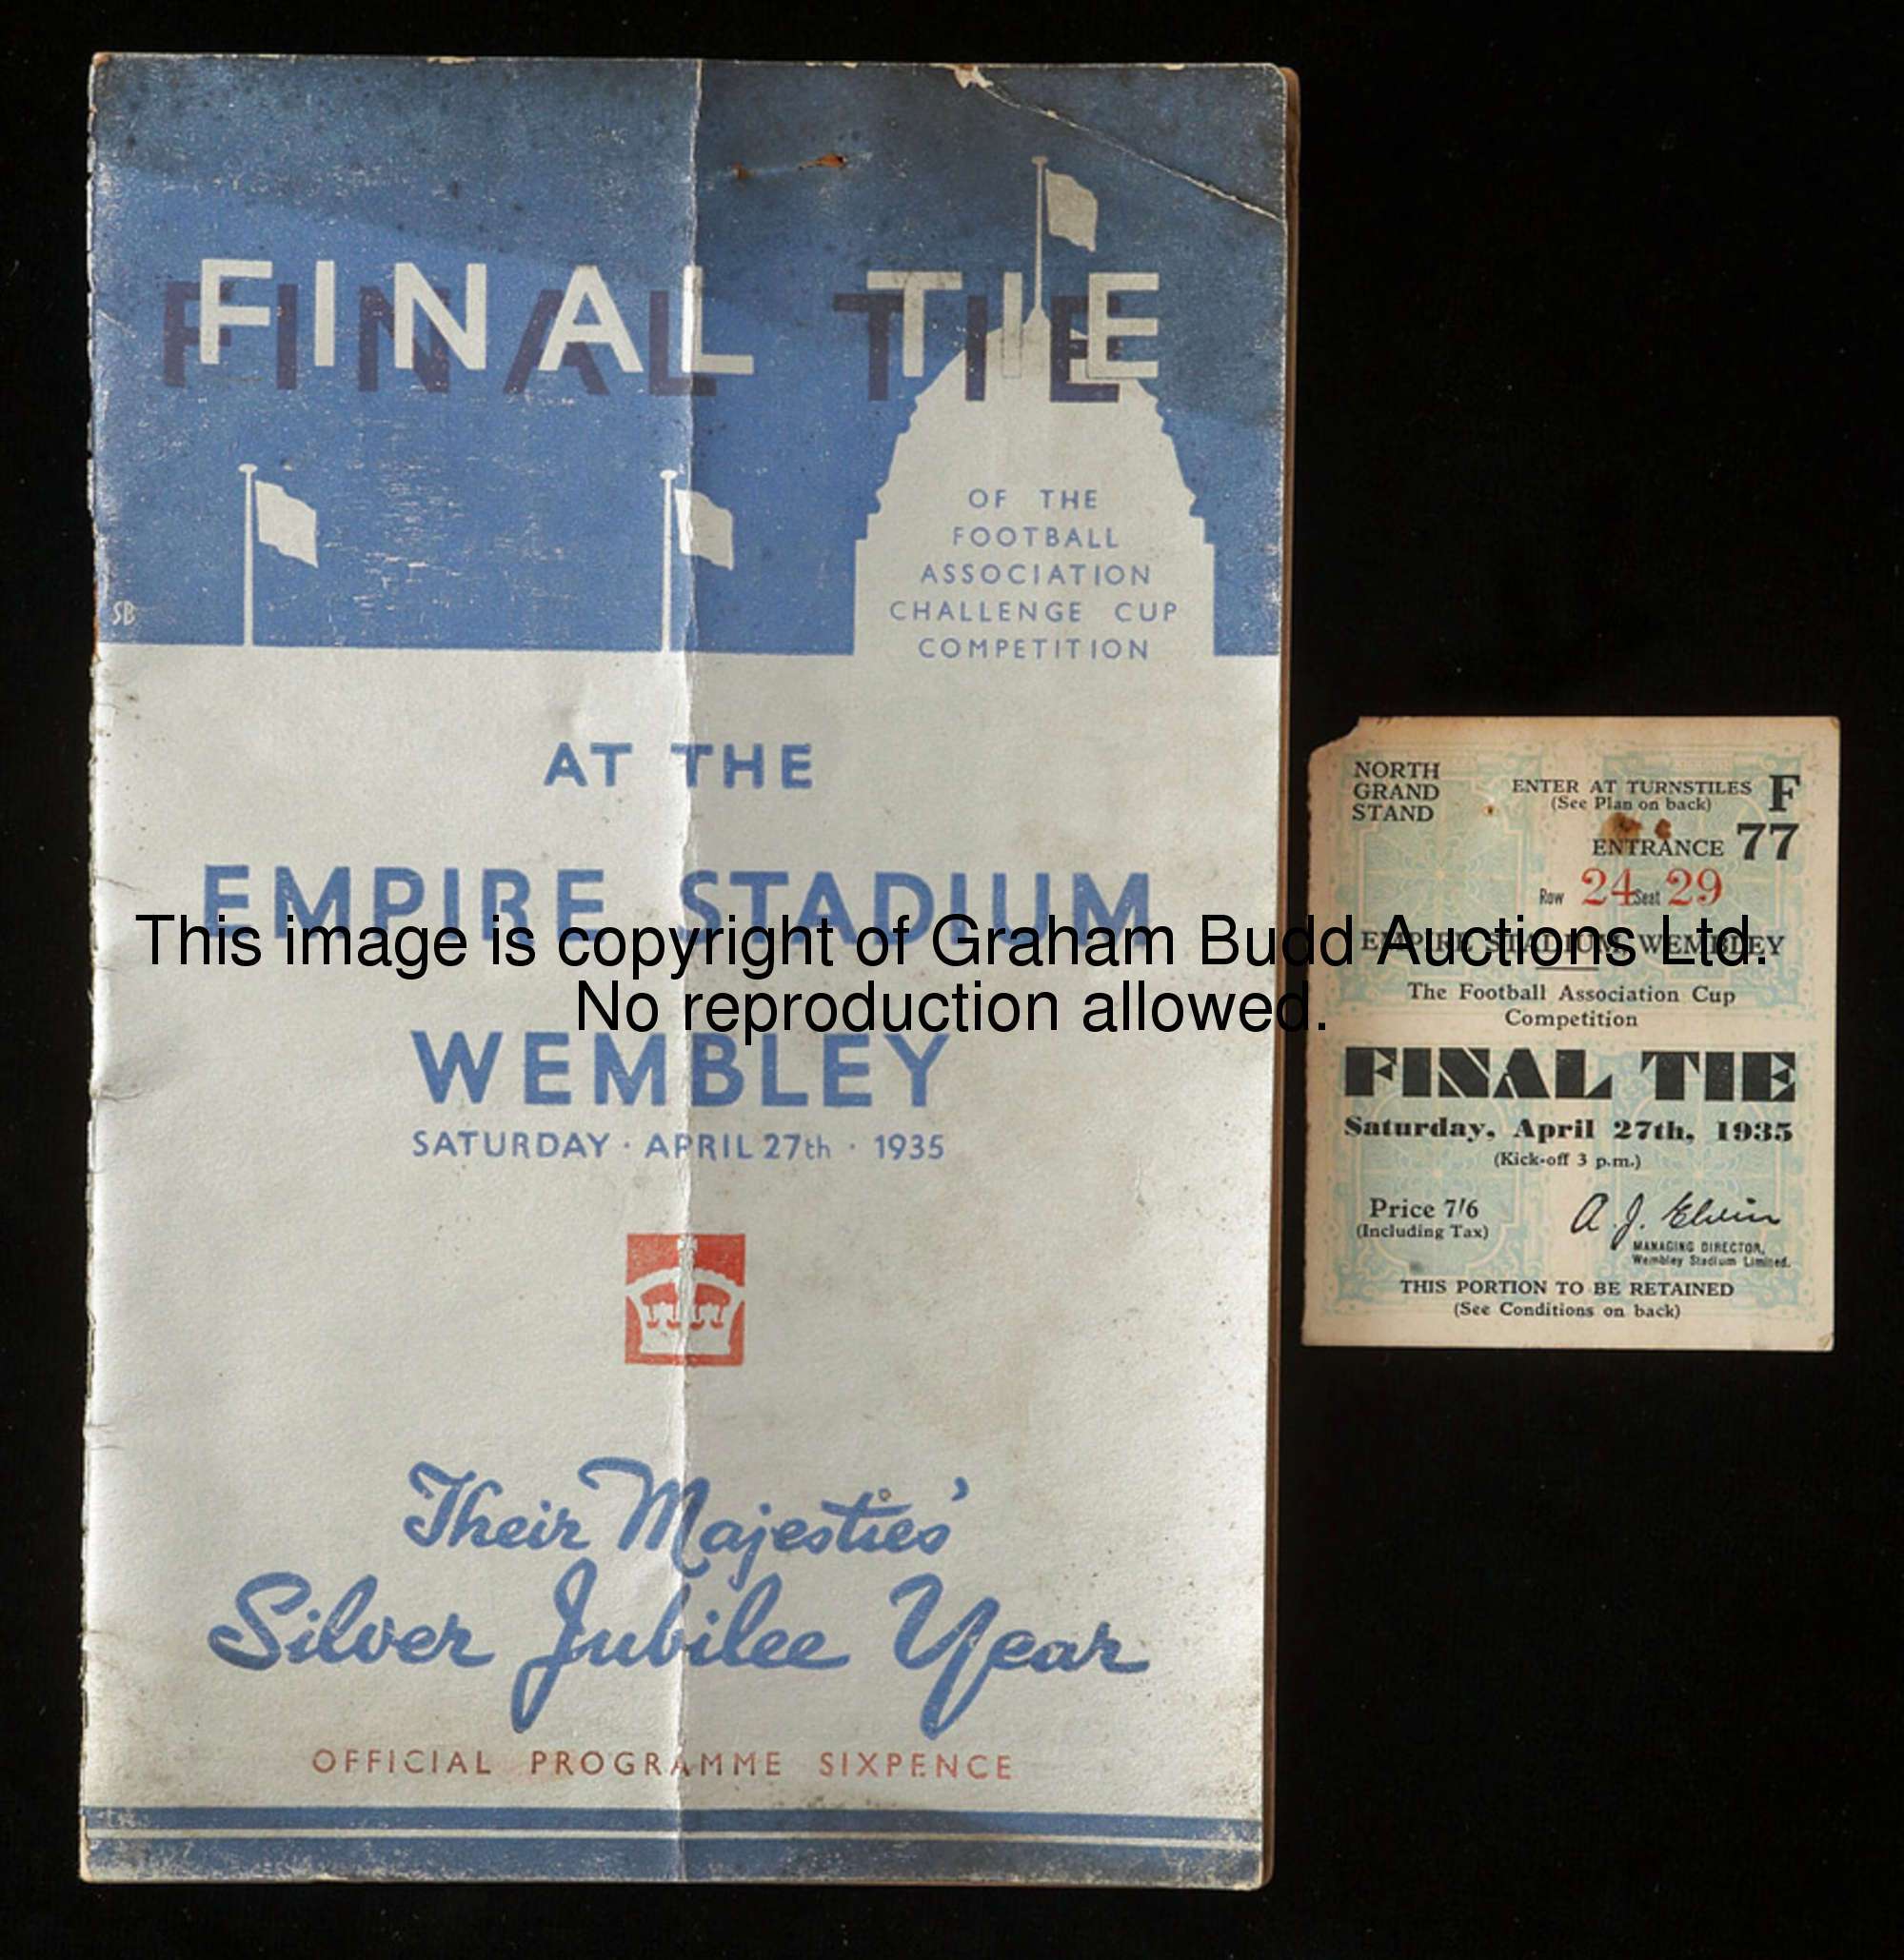 FINAL TIE
OF THE
FOOTBALL
ASSOCIATION
CHALLENGE CUP
COMPETITION
SB
AT THE
EMPIRE STADIUM
WEMBLEY
SATURDAY · APRIL 27th · 1935
Their Majesties'
Silver Jubilee Year
OFFICIAL PROGRAMME SIXPENCE
NORTH
GRAND
STAND
ENTER AT TURNSTILES F
(See Plan on back)
ENTRANCE 77
Row 24 Seat 29
EMPIRE STADIUM, WEMBLEY
The Football Association Cup
Competition
FINAL TIE
Saturday, April 27th, 1935
(Kick-off 3 p.m.)
Price 7/6
(Including Tax)
A. J. Elvin
MANAGING DIRECTOR,
Wembley Stadium Limited.
THIS PORTION TO BE RETAINED
(See Conditions on back)
This image is copyright of Graham Budd Auctions Ltd.
No reproduction allowed.